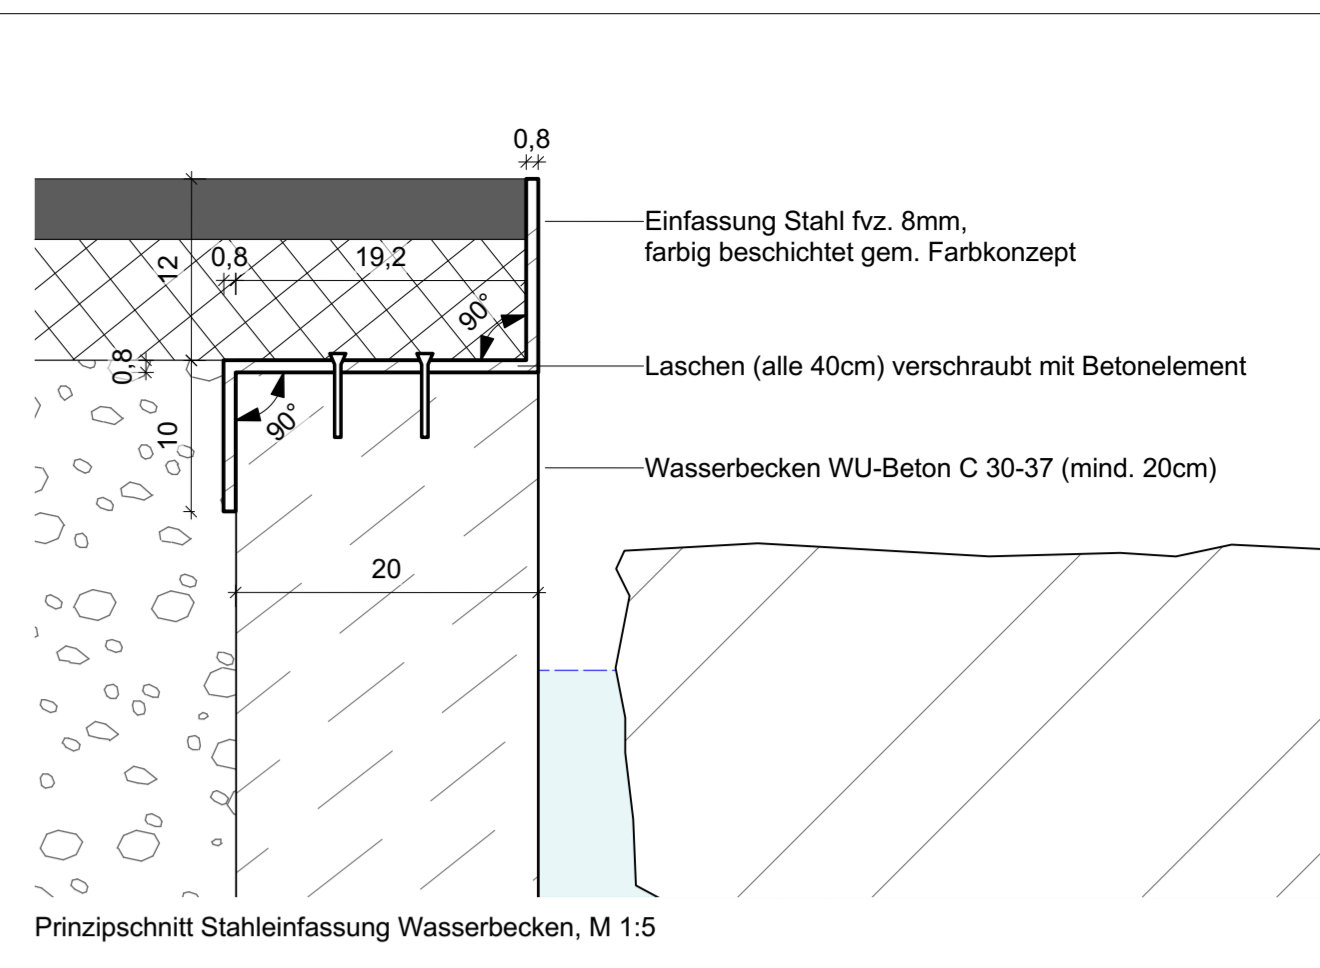 0,8
Einfassung Stahl fvz. 8mm,
farbig beschichtet gem. Farbkonzept
12
0,8
19,2
90°
0,8
Laschen (alle 40cm) verschraubt mit Betonelement
90°
10
Wasserbecken WU-Beton C 30-37 (mind. 20cm)
20
Prinzipschnitt Stahleinfassung Wasserbecken, M 1:5